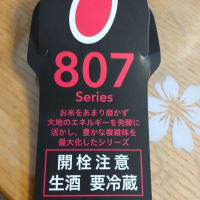 807
Series
お米をあまり磨かず
大地のエネルギーを発酵に
活かし、豊かな複雑味を
最大化したシリーズ
開栓注意
生酒 要冷蔵